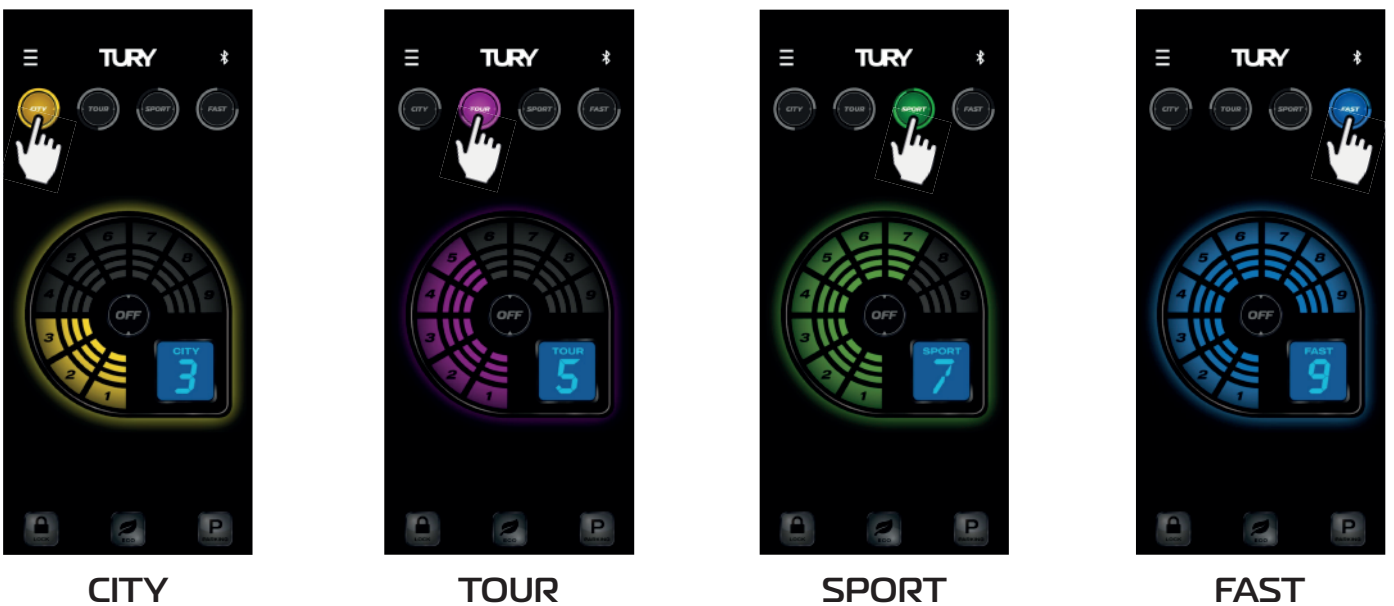 TURY
CITY TOUR SPORT FAST
1 2 3 4 5 6 7 8 9
OFF
CITY
3
LOCK ECO P PARKING
CITY
TURY
CITY TOUR SPORT FAST
1 2 3 4 5 6 7 8 9
OFF
TOUR
5
LOCK ECO P PARKING
TOUR
TURY
CITY TOUR SPORT FAST
1 2 3 4 5 6 7 8 9
OFF
SPORT
7
LOCK ECO P PARKING
SPORT
TURY
CITY TOUR SPORT FAST
1 2 3 4 5 6 7 8 9
OFF
FAST
9
LOCK ECO P PARKING
FAST